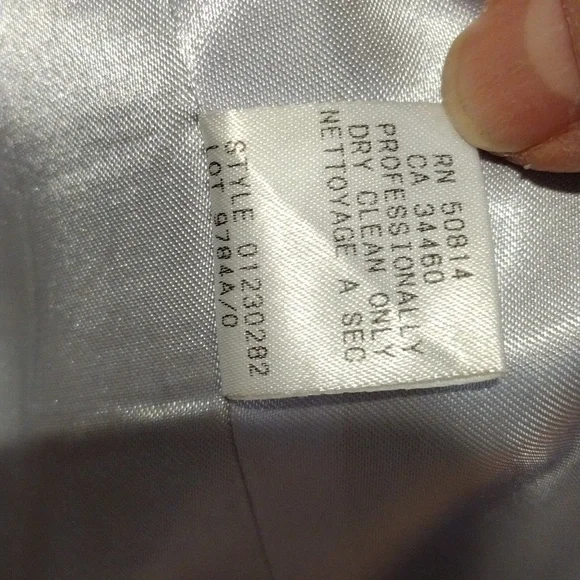 RN 50814
CA 34460
PROFESSIONALLY
DRY CLEAN ONLY
NETTOYAGE A SEC
STYLE 01230282
LOT 9784A/0